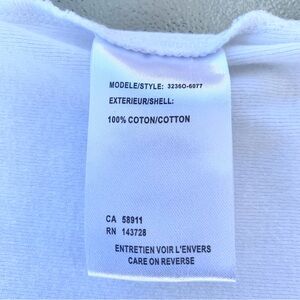 MODELE/STYLE: 3236O-6077
EXTERIEUR/SHELL:
100% COTON/COTTON
CA 58911
RN 143728
ENTRETIEN VOIR L'ENVERS
CARE ON REVERSE